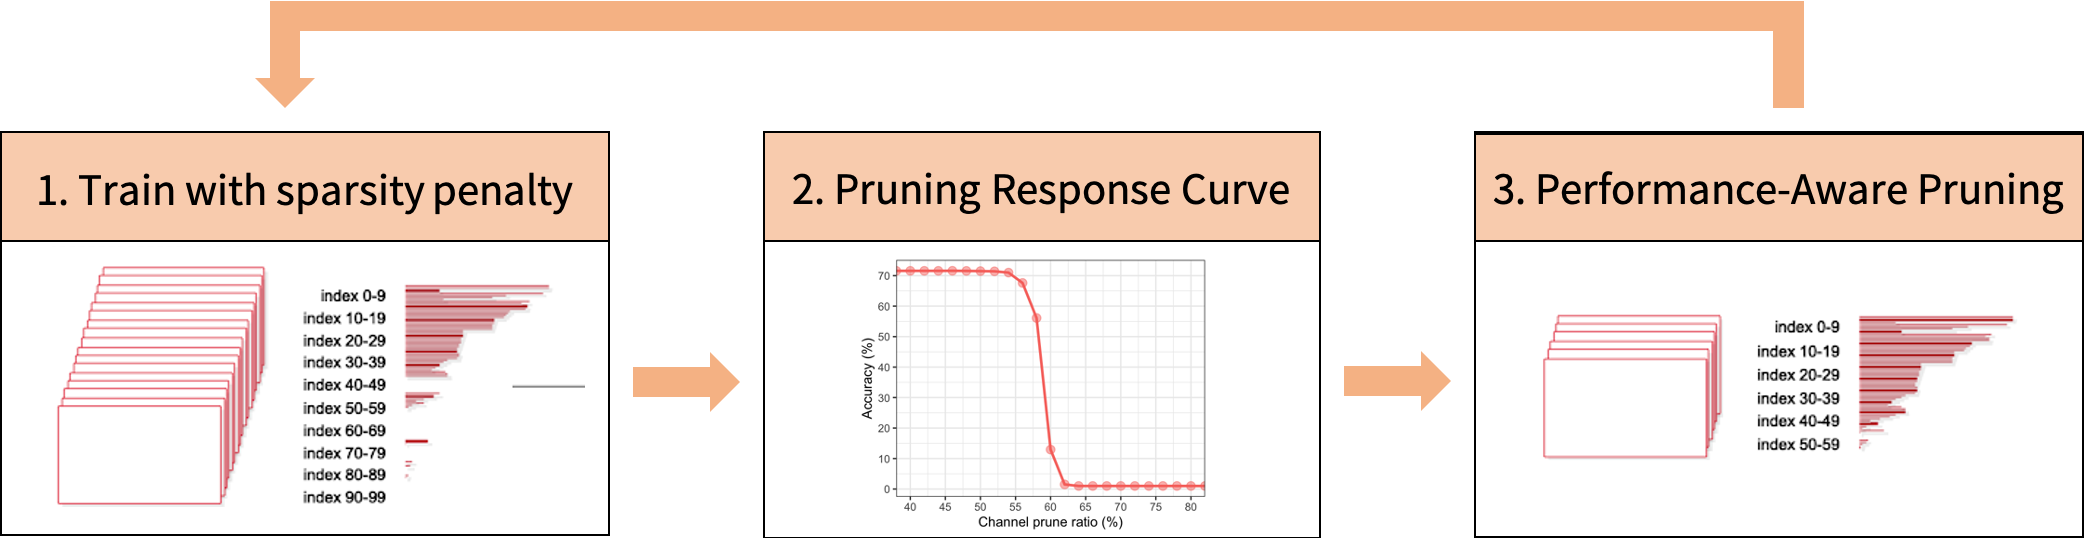 1. Train with sparsity penalty
index 0-9
index 10-19
index 20-29
index 30-39
index 40-49
index 50-59
index 60-69
index 70-79
index 80-89
index 90-99
2. Pruning Response Curve
Accuracy (%)
70
60
50
40
30
20
10
0
40 45 50 55 60 65 70 75 80
Channel prune ratio (%)
3. Performance-Aware Pruning
index 0-9
index 10-19
index 20-29
index 30-39
index 40-49
index 50-59